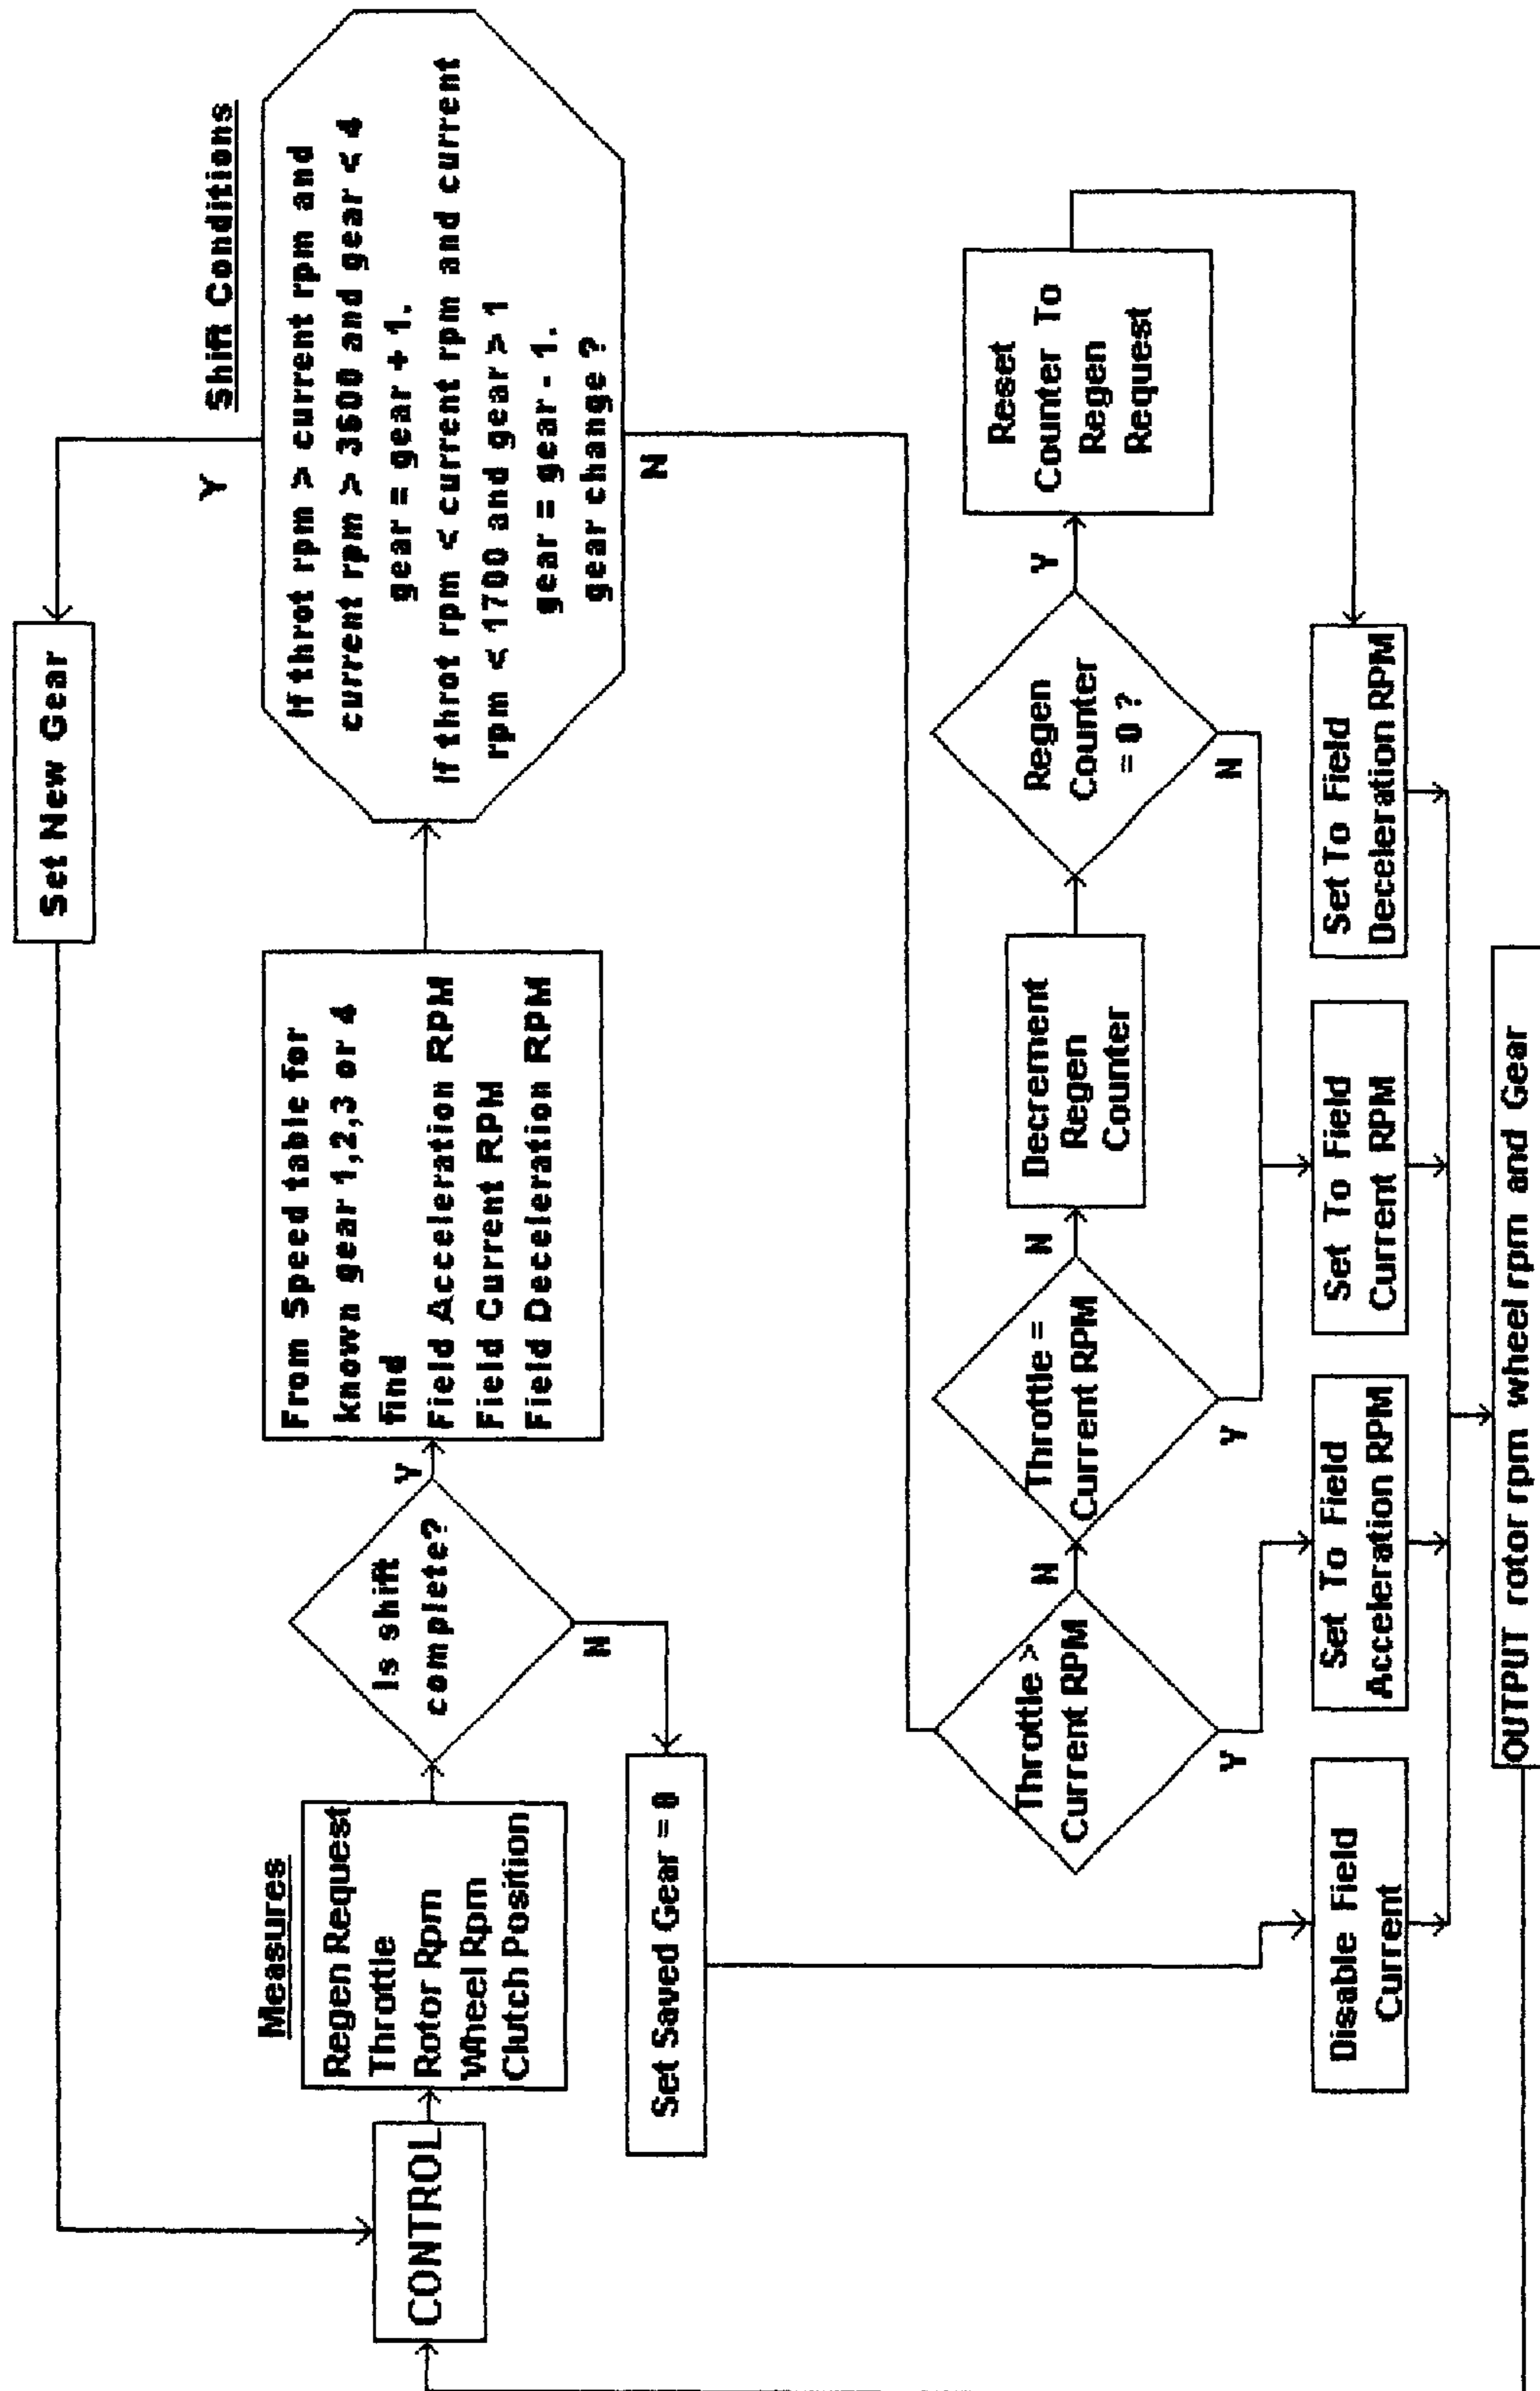 Set New Gear
Shift Conditions
Y
If throt rpm > current rpm and
current rpm > 3600 and gear < 4
gear = gear + 1.
If throt rpm < current rpm and current
rpm < 1700 and gear > 1
gear = gear - 1.
gear change ?
N
From Speed table for
known gear 1,2,3 or 4
find
Field Acceleration RPM
Field Current RPM
Field Deceleration RPM
Y
Is shift
complete?
N
Measures
Regen Request
Throttle
Rotor Rpm
Wheel Rpm
Clutch Position
CONTROL
Set Saved Gear = 0
Throttle >
Current RPM
N
Y
Throttle =
Current RPM
N
Y
Decrement
Regen
Counter
Regen
Counter
= 0 ?
Y
N
Reset
Counter To
Regen
Request
Disable Field
Current
Set To Field
Acceleration RPM
Set To Field
Current RPM
Set To Field
Deceleration RPM
OUTPUT rotor rpm wheel rpm and Gear